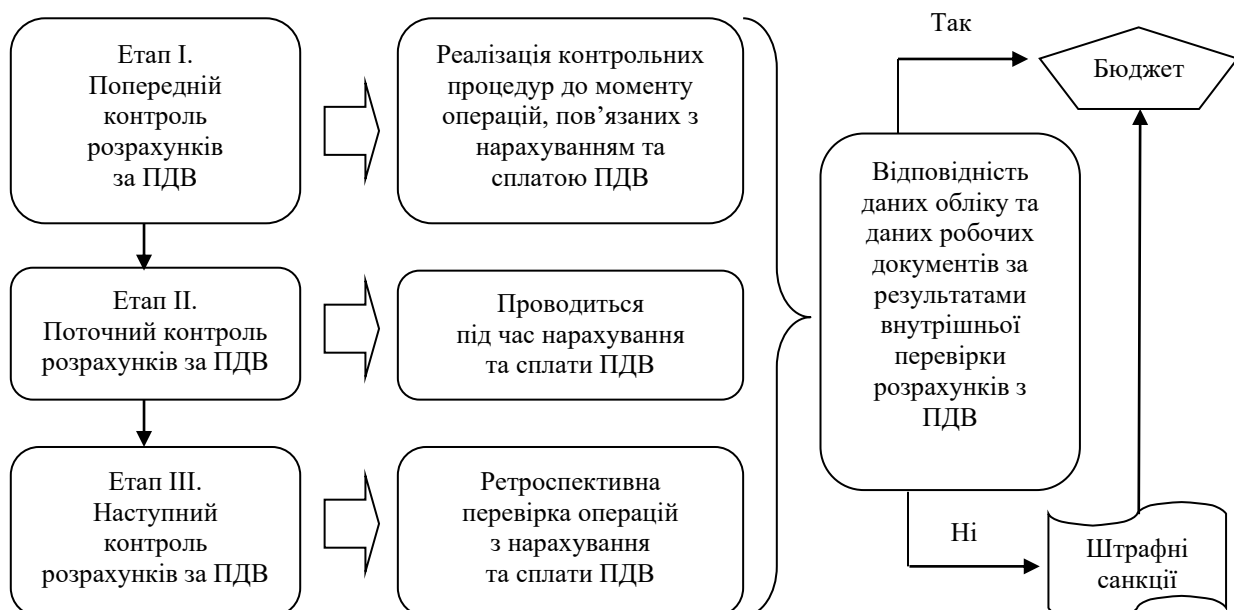 Етап I.
Попередній
контроль
розрахунків
за ПДВ
Реалізація контрольних
процедур до моменту
операцій, пов’язаних з
нарахуванням та
сплатою ПДВ
Етап II.
Поточний контроль
розрахунків за ПДВ
Проводиться
під час нарахування
та сплати ПДВ
Етап III.
Наступний
контроль
розрахунків за ПДВ
Ретроспективна
перевірка операцій
з нарахування
та сплати ПДВ
Відповідність
даних обліку та
даних робочих
документів за
результатами
внутрішньої
перевірки
розрахунків з
ПДВ
Так
Бюджет
Ні
Штрафні
санкції